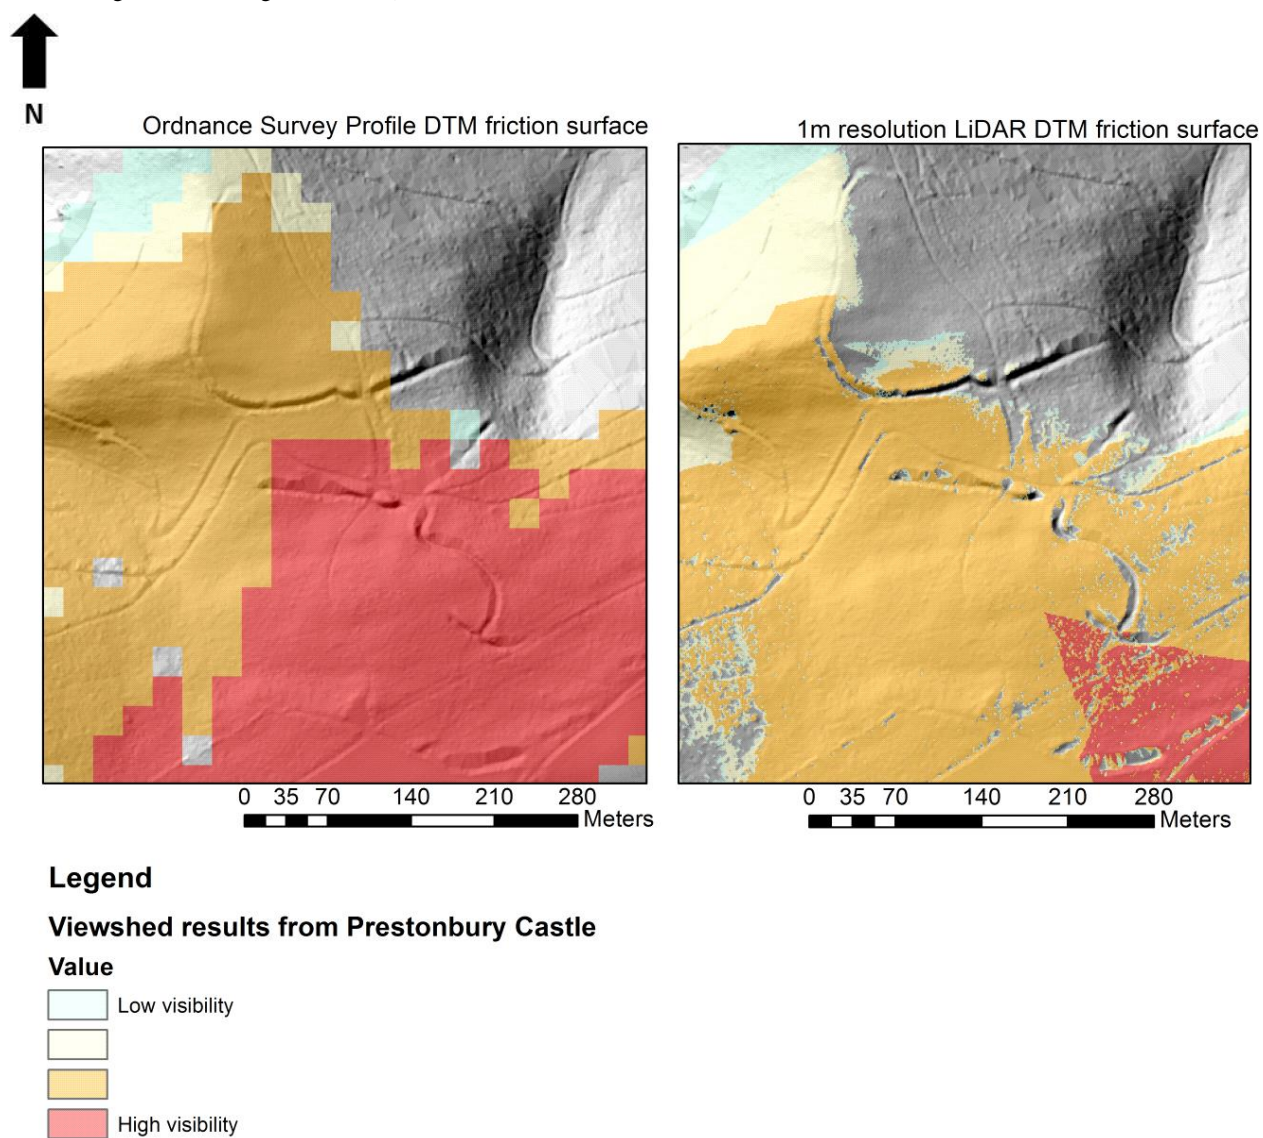 N
Ordnance Survey Profile DTM friction surface
1m resolution LiDAR DTM friction surface
0 35 70 140 210 280 Meters
0 35 70 140 210 280 Meters
Legend
Viewshed results from Prestonbury Castle
Value
Low visibility
High visibility